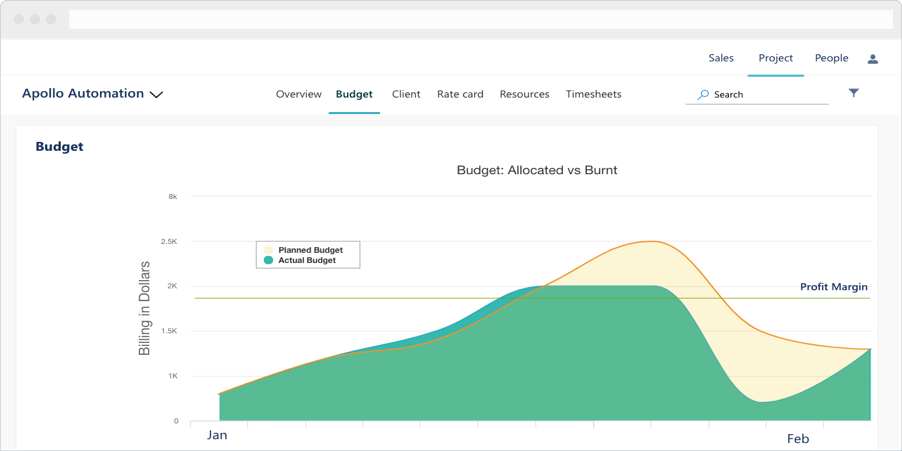 Sales Project People
Apollo Automation
Overview Budget Client Rate card Resources Timesheets Search
Budget
Budget: Allocated vs Burnt
8k
2.5K
Planned Budget
Actual Budget
Billing in Dollars
2K
Profit Margin
1.5K
1K
0
Jan
Feb